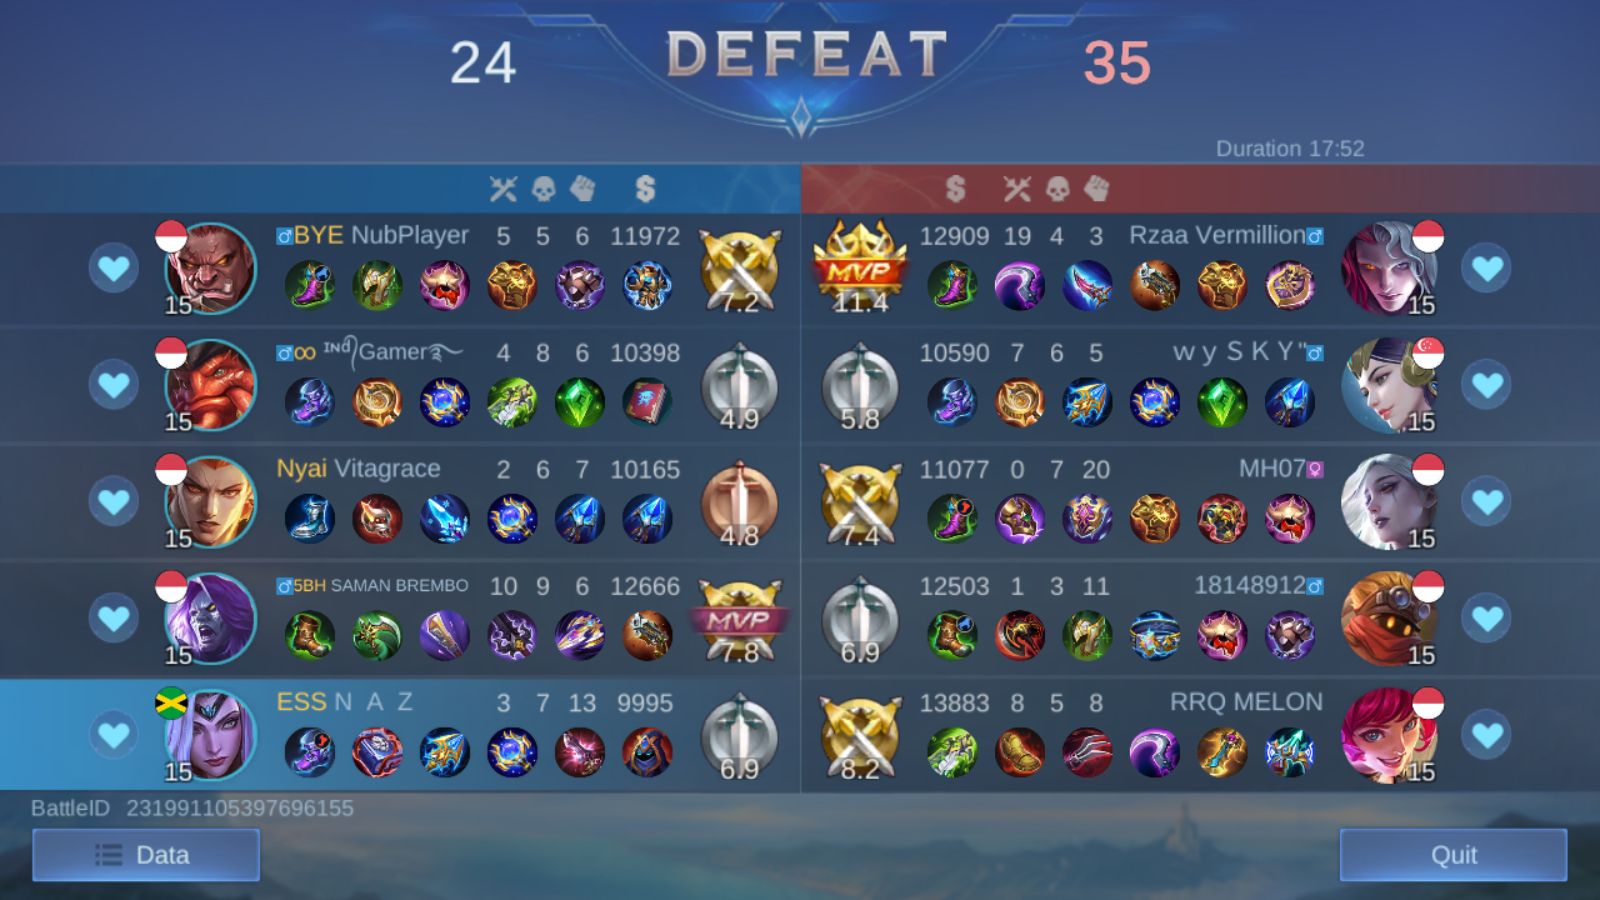 24 DEFEAT 35
Duration 17:52
BYE NubPlayer 5 5 6 11972
15 7.2
MVP 11.4 12909 19 4 3 Rzaa Vermillion
15
∞ ᴵᴺᵈ⎠Gamer࿐ 4 8 6 10398
15 4.9
5.8 10590 7 6 5 w y S K Y"
15
Nyai Vitagrace 2 6 7 10165
15 4.8
7.4 11077 0 7 20 MH07
15
5BH SAMAN BREMBO 10 9 6 12666
15 MVP 7.8
6.9 12503 1 3 11 18148912
15
ESS N A Z 3 7 13 9995
15 6.9
8.2 13883 8 5 8 RRQ MELON
15
BattleID 231991105397696155
Data
Quit